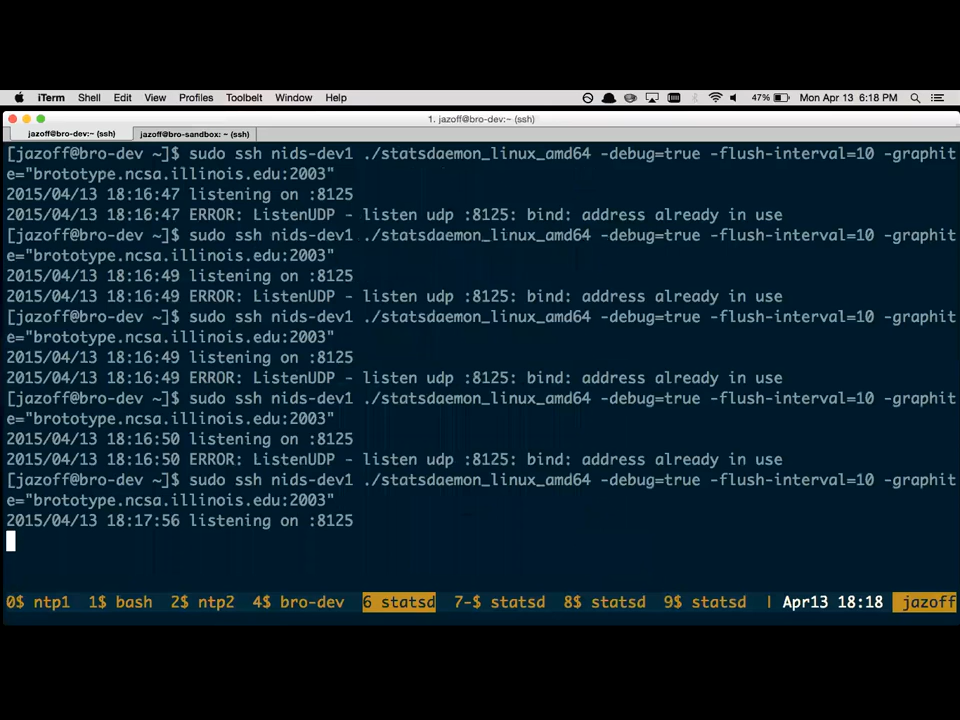 iTerm Shell Edit View Profiles Toolbelt Window Help 47% Mon Apr 13 6:18 PM
1. jazoff@bro-dev:~ (ssh)
jazoff@bro-dev:~ (ssh) jazoff@bro-sandbox: ~ (ssh)
[jazoff@bro-dev ~]$ sudo ssh nids-dev1 ./statsdaemon_linux_amd64 -debug=true -flush-interval=10 -graphit
e="brototype.ncsa.illinois.edu:2003"
2015/04/13 18:16:47 listening on :8125
2015/04/13 18:16:47 ERROR: ListenUDP - listen udp :8125: bind: address already in use
[jazoff@bro-dev ~]$ sudo ssh nids-dev1 ./statsdaemon_linux_amd64 -debug=true -flush-interval=10 -graphit
e="brototype.ncsa.illinois.edu:2003"
2015/04/13 18:16:49 listening on :8125
2015/04/13 18:16:49 ERROR: ListenUDP - listen udp :8125: bind: address already in use
[jazoff@bro-dev ~]$ sudo ssh nids-dev1 ./statsdaemon_linux_amd64 -debug=true -flush-interval=10 -graphit
e="brototype.ncsa.illinois.edu:2003"
2015/04/13 18:16:49 listening on :8125
2015/04/13 18:16:49 ERROR: ListenUDP - listen udp :8125: bind: address already in use
[jazoff@bro-dev ~]$ sudo ssh nids-dev1 ./statsdaemon_linux_amd64 -debug=true -flush-interval=10 -graphit
e="brototype.ncsa.illinois.edu:2003"
2015/04/13 18:16:50 listening on :8125
2015/04/13 18:16:50 ERROR: ListenUDP - listen udp :8125: bind: address already in use
[jazoff@bro-dev ~]$ sudo ssh nids-dev1 ./statsdaemon_linux_amd64 -debug=true -flush-interval=10 -graphit
e="brototype.ncsa.illinois.edu:2003"
2015/04/13 18:17:56 listening on :8125
0$ ntp1 1$ bash 2$ ntp2 4$ bro-dev 6 statsd 7-$ statsd 8$ statsd 9$ statsd | Apr13 18:18 jazoff